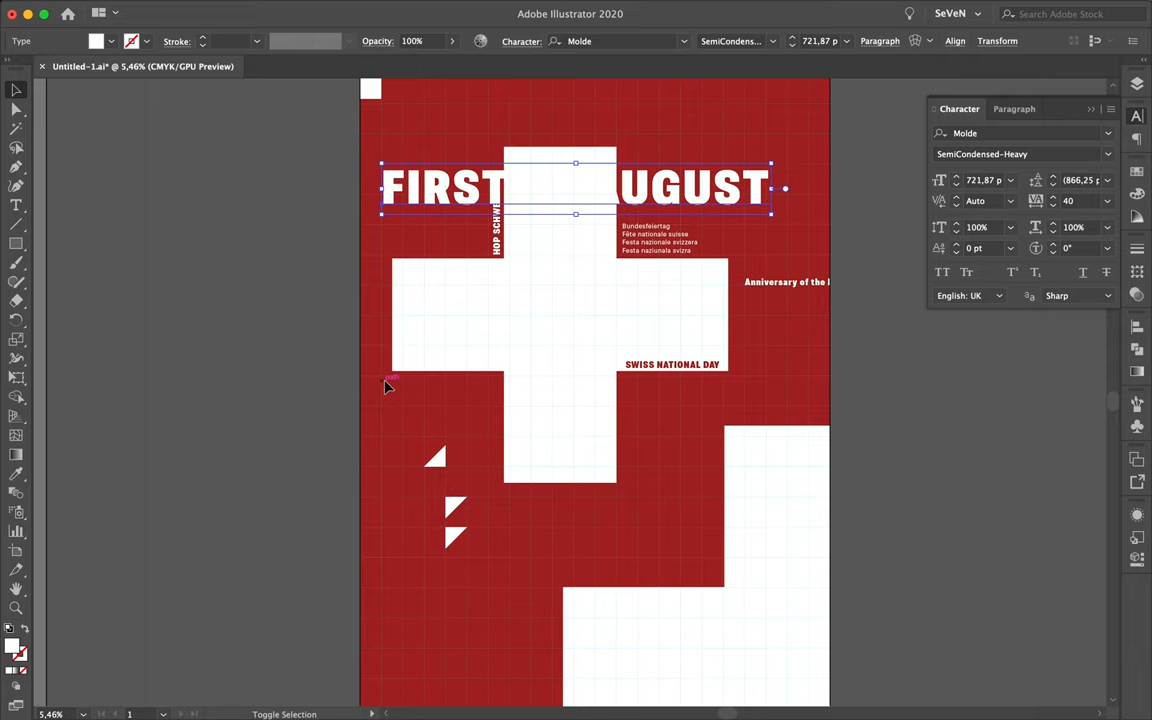 Adobe Illustrator 2020
SeVeN
Search Adobe Stock
Type
Stroke:
Opacity:
100%
Character:
Molde
SemiCondens...
721,87 p
Paragraph
Align
Transform
× Untitled-1.ai* @ 5,46% (CMYK/GPU Preview)
FIRST
UGUST
HOP SCHWE
Bundesfeiertag
Fête nationale suisse
Festa nazionale svizzera
Festa naziunala svizra
Anniversary of the
SWISS NATIONAL DAY
path
Character
Paragraph
Molde
SemiCondensed-Heavy
721,87 p
(866,25 p
Auto
40
100%
100%
0 pt
0°
English: UK
Sharp
5,46%
1
Toggle Selection